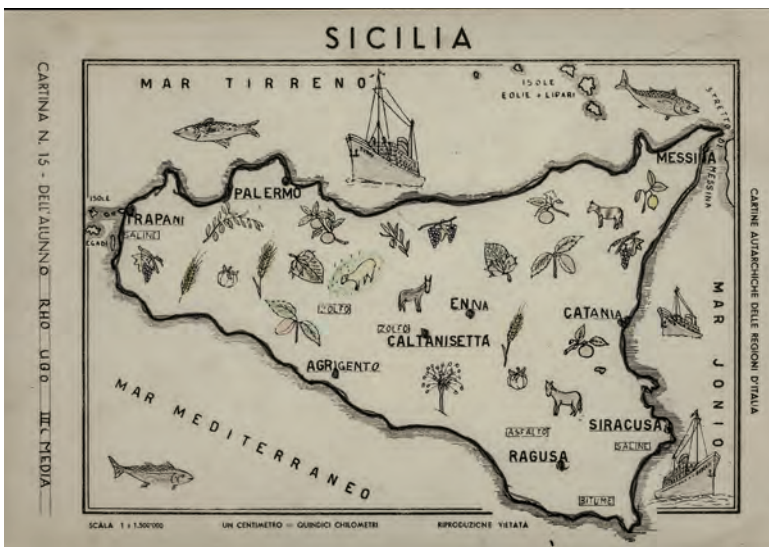 SICILIA
CARTINA N. 15 - DELL'ALUNNO RHO UGO III C MEDIA
MAR TIRRENO
ISOLE
EOLIE o LIPARI
STRETTO DI MESSINA
MESSINA
PALERMO
ISOLE
EGADI
TRAPANI
SALINE
ZOLFO
ZOLFO
ENNA
CALTANISETTA
CATANIA
AGRIGENTO
MAR JONIO
MAR MEDITERRANEO
ASFALTO
RAGUSA
SIRACUSA
SALINE
BITUME
CARTINE AUTARCHICHE DELLE REGIONI D'ITALIA
SCALA 1 : 1.500'000 UN CENTIMETRO = QUINDICI CHILOMETRI RIPRODUZIONE VIETATA